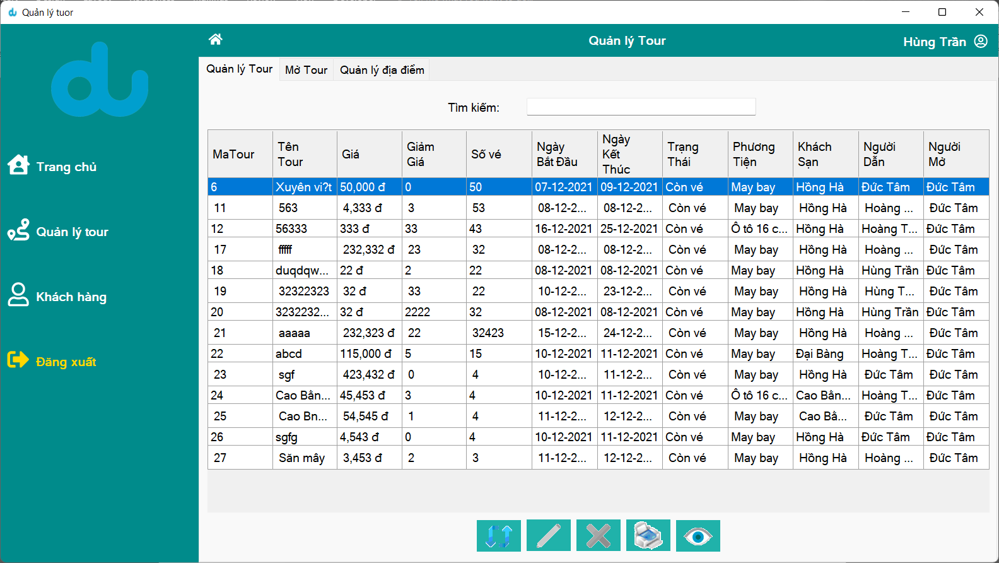 Quản lý tuor
Quản lý Tour
Hùng Trần
Trang chủ
Quản lý tour
Khách hàng
Đăng xuất
Quản lý Tour Mở Tour Quản lý địa điểm
Tìm kiếm:
MaTour Tên Tour Giá Giảm Giá Số vé Ngày Bắt Đầu Ngày Kết Thúc Trạng Thái Phương Tiện Khách Sạn Người Dẫn Người Mở
6 Xuyên vi?t 50,000 đ 0 50 07-12-2021 09-12-2021 Còn vé May bay Hồng Hà Đức Tâm Đức Tâm
11 563 4,333 đ 3 53 08-12-2... 08-12-2... Còn vé May bay Hồng Hà Hoàng ... Đức Tâm
12 56333 333 đ 33 43 16-12-2021 25-12-2021 Còn vé Ô tô 16 c... Hồng Hà Hoàng T... Đức Tâm
17 fffff 232,332 đ 23 32 08-12-2... 08-12-2... Còn vé May bay Hồng Hà Hoàng ... Đức Tâm
18 duqdqw... 22 đ 2 22 08-12-2021 08-12-2021 Còn vé May bay Hồng Hà Hùng Trần Đức Tâm
19 32322323 32 đ 33 22 10-12-2... 23-12-2... Còn vé May bay Hồng Hà Hùng T... Đức Tâm
20 3232232... 32 đ 2222 32 08-12-2021 08-12-2021 Còn vé May bay Hồng Hà Hùng Trần Đức Tâm
21 aaaaa 232,323 đ 22 32423 15-12-2... 24-12-2... Còn vé May bay Hồng Hà Hoàng ... Đức Tâm
22 abcd 115,000 đ 5 15 10-12-2021 11-12-2021 Còn vé May bay Đại Bàng Hoàng T... Đức Tâm
23 sgf 423,432 đ 0 4 10-12-2... 11-12-2... Còn vé May bay Hồng Hà Đức Tâm Đức Tâm
24 Cao Bằn... 45,453 đ 3 4 10-12-2021 11-12-2021 Còn vé Ô tô 16 c... Cao Bằn... Hoàng T... Đức Tâm
25 Cao Bn... 54,545 đ 1 4 11-12-2... 12-12-2... Còn vé May bay Cao Bằ... Đức Tâm Đức Tâm
26 sgfg 4,543 đ 0 4 10-12-2021 11-12-2021 Còn vé May bay Hồng Hà Đức Tâm Đức Tâm
27 Săn mây 3,453 đ 2 3 11-12-2... 12-12-2... Còn vé May bay Hồng Hà Hoàng ... Đức Tâm